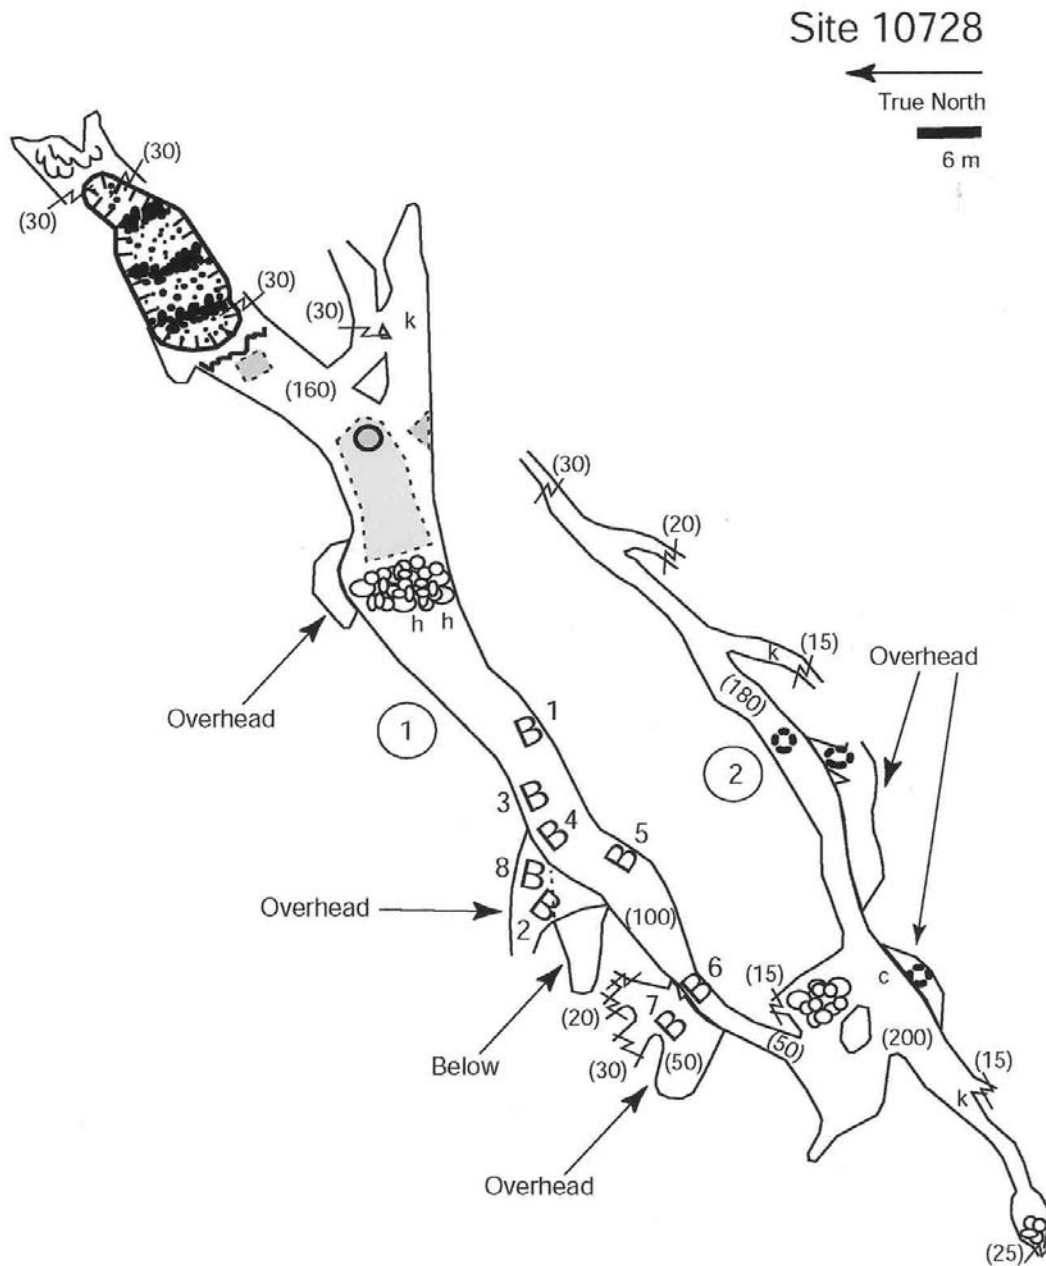 Site 10728
True North
6 m
(30)
(30)
(30)
(30)
k
(160)
(30)
(20)
h h
k
(15)
Overhead
(180)
Overhead
1
1
2
3
4
5
8
Overhead
2
(100)
6
(15)
c
7
(20)
(50)
(200)
(15)
Below
(30)
(50)
k
Overhead
(25)
B
B
B
B
B
B
B
B